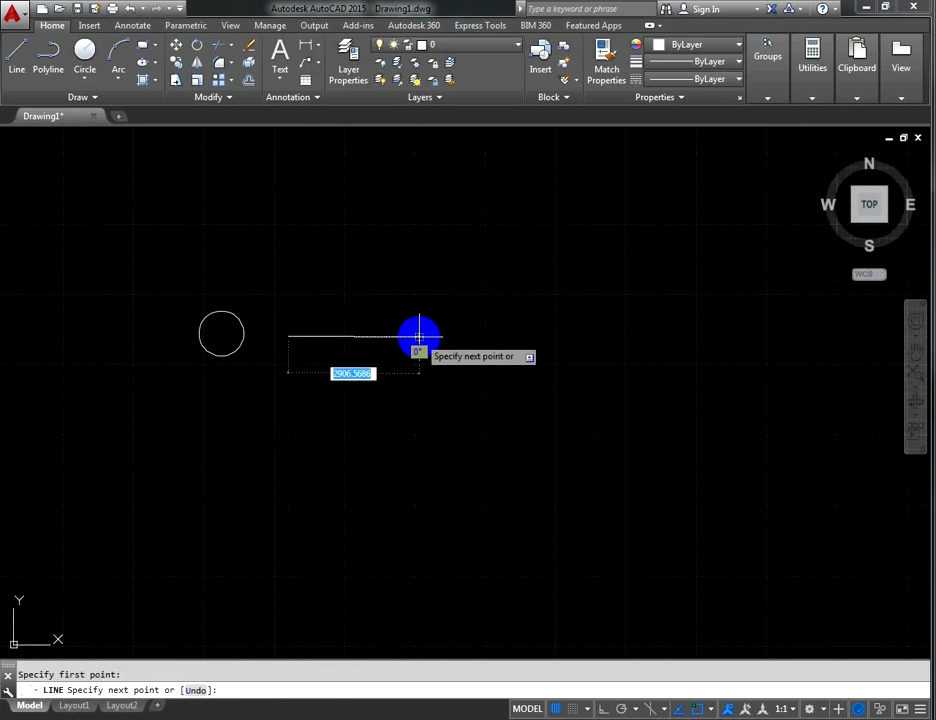 Autodesk AutoCAD 2015   Drawing1.dwg
Type a keyword or phrase
Sign In
Home Insert Annotate Parametric View Manage Output Add-ins Autodesk 360 Express Tools BIM 360 Featured Apps
0
ByLayer
ByLayer
ByLayer
Line Polyline Circle Arc
Text
Layer Properties
Insert
Match Properties
Groups Utilities Clipboard View
Draw Modify Annotation Layers Block Properties
Drawing1*
N
W TOP E
S
WCS
0°
Specify next point or
2906.5686
Y
X
Specify first point:
- LINE Specify next point or [Undo]:
Model Layout1 Layout2 +
MODEL
1:1